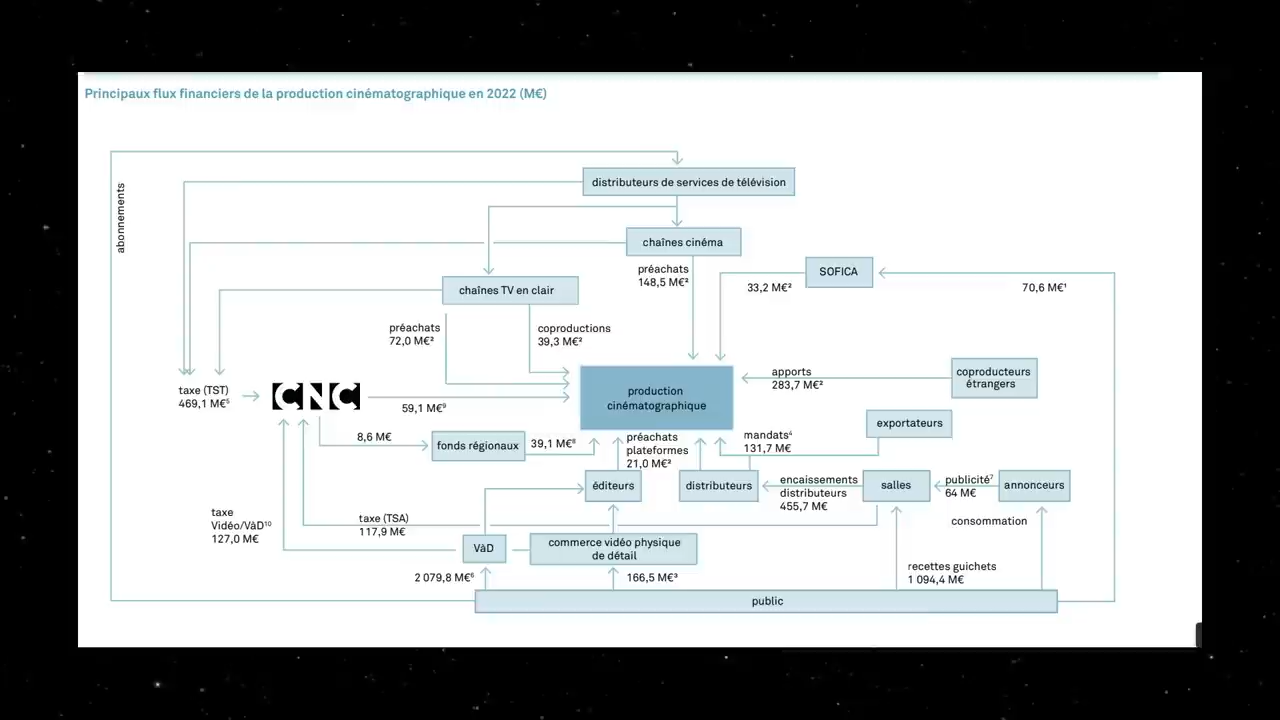 Principaux flux financiers de la production cinématographique en 2022 (M€)
abonnements
distributeurs de services de télévision
chaînes cinéma
préachats
148,5 M€²
SOFICA
33,2 M€²
70,6 M€¹
chaînes TV en clair
préachats
72,0 M€²
coproductions
39,3 M€²
taxe (TST)
469,1 M€⁵
CNC
59,1 M€⁹
production
cinématographique
apports
283,7 M€²
coproducteurs
étrangers
exportateurs
8,6 M€
fonds régionaux
39,1 M€⁸
préachats
plateformes
21,0 M€²
mandats⁴
131,7 M€
éditeurs
distributeurs
encaissements
distributeurs
455,7 M€
salles
publicité⁷
64 M€
annonceurs
taxe
Vidéo/VàD¹⁰
127,0 M€
taxe (TSA)
117,9 M€
consommation
VàD
commerce vidéo physique
de détail
2 079,8 M€⁶
166,5 M€³
recettes guichets
1 094,4 M€
public